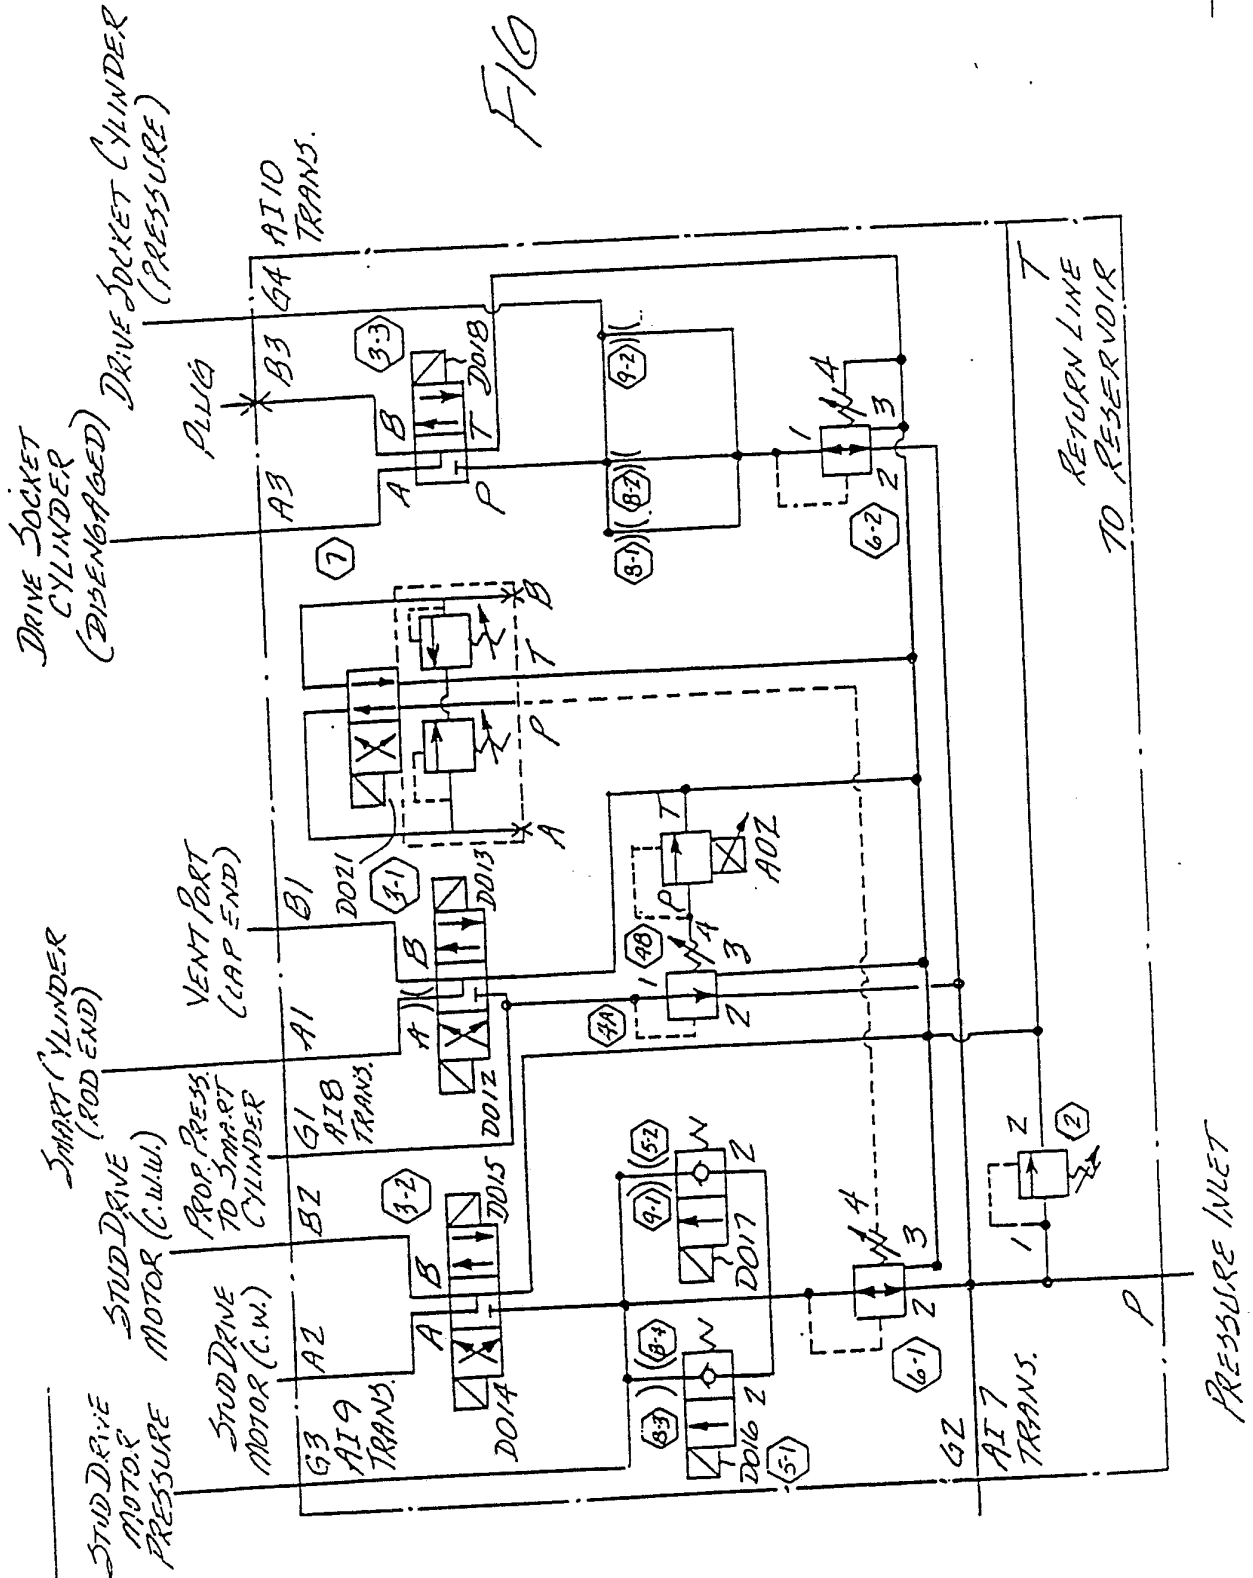 DRIVE SOCKET
CYLINDER
(DISENGAGED)
DRIVE SOCKET CYLINDER
(PRESSURE)
PLUG
SMART CYLINDER
(ROD END)
VENT PORT
(CAP END)
STUD DRIVE
MOTOR
PRESSURE
STUD DRIVE
MOTOR (C.W.)
STUD DRIVE
MOTOR (C.W.W.)
PROP. PRESS.
TO SMART
CYLINDER
G3
AI9
TRANS.
A2
B2
G1
AI8
TRANS.
A1
B1
A3
B3
G4
AI10
TRANS.
FIG
3-2
A
B
DO14
DO15
3-1
A
B
DO12
DO13
DO21
7
A
P
T
B
3-3
A
B
P
T
DO18
8-3
8-4
2
DO16
5-1
9-1
5-2
2
DO17
4A
4B
1
2
3
4
P
T
AO2
8-1
8-2
9-2
1
2
3
4
6-2
6-1
2
3
4
G2
AI7
TRANS.
1
2
2
P
PRESSURE INLET
T
RETURN LINE
TO RESERVOIR